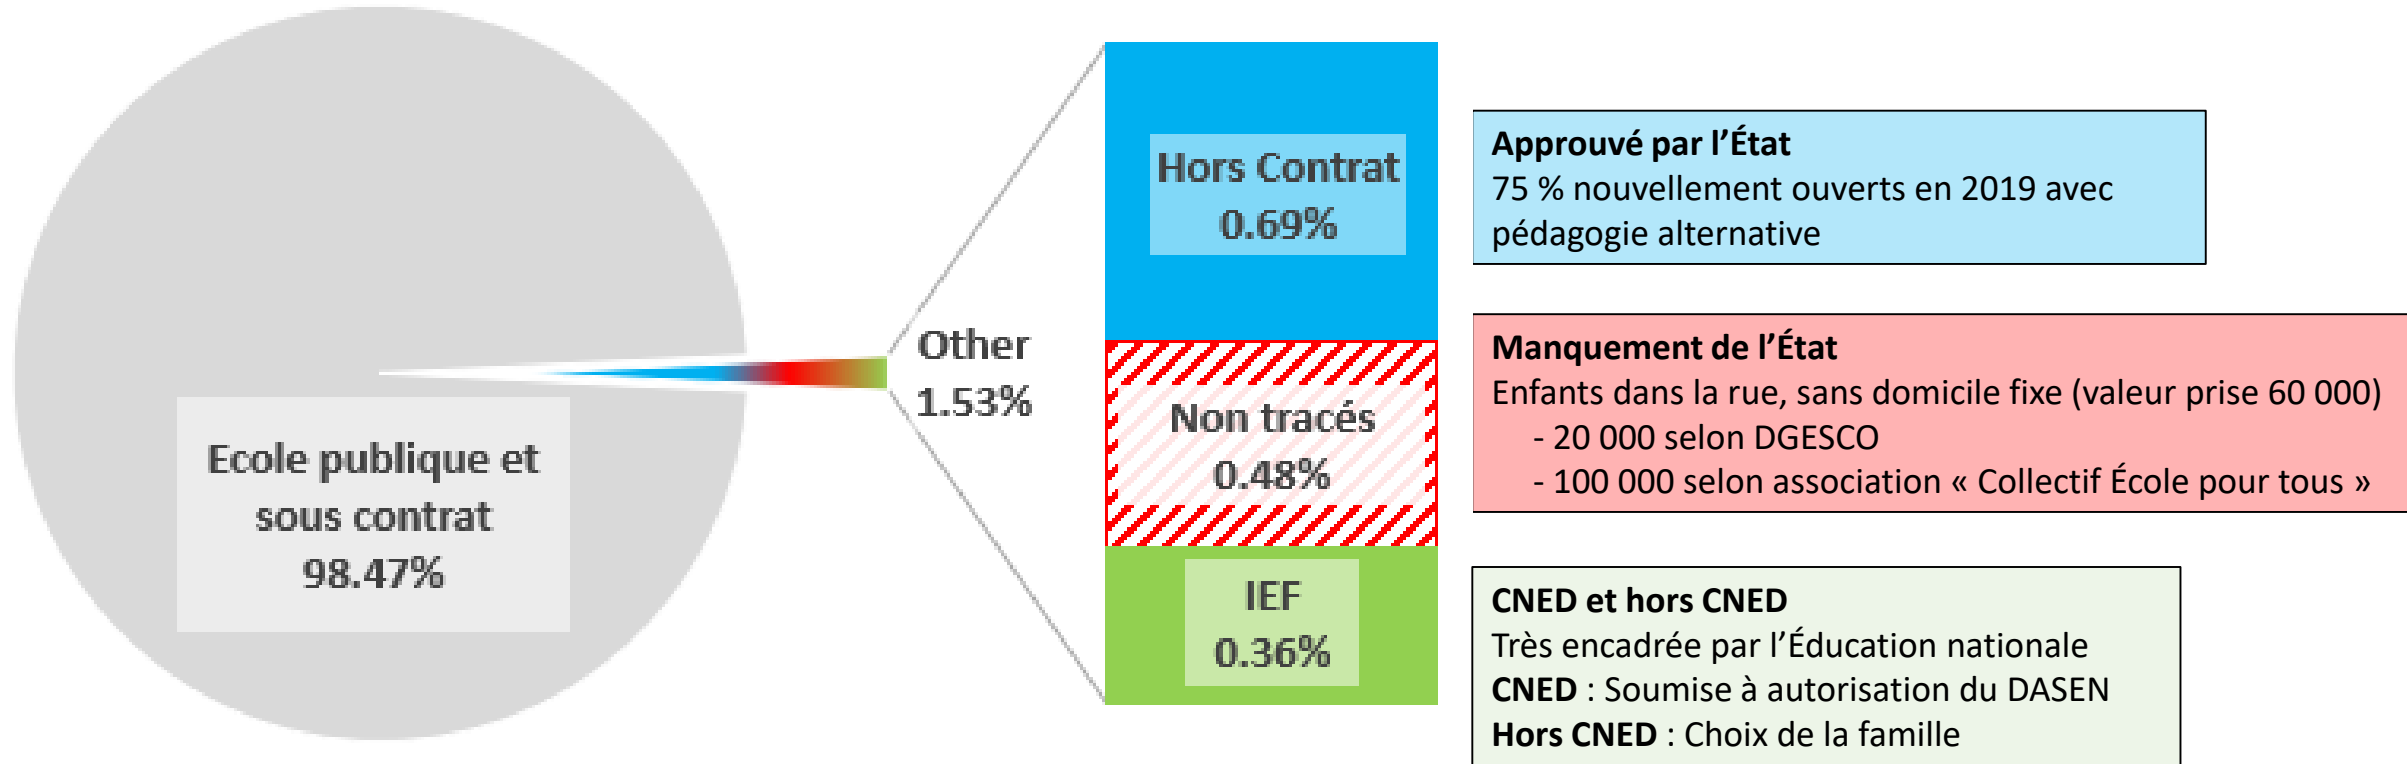 Ecole publique et
sous contrat
98.47%
Other
1.53%
Hors Contrat
0.69%
Non tracés
0.48%
IEF
0.36%
Approuvé par l'État
75 % nouvellement ouverts en 2019 avec
pédagogie alternative
Manquement de l'État
Enfants dans la rue, sans domicile fixe (valeur prise 60 000)
- 20 000 selon DGESCO
- 100 000 selon association « Collectif École pour tous »
CNED et hors CNED
Très encadrée par l'Éducation nationale
CNED : Soumise à autorisation du DASEN
Hors CNED : Choix de la famille